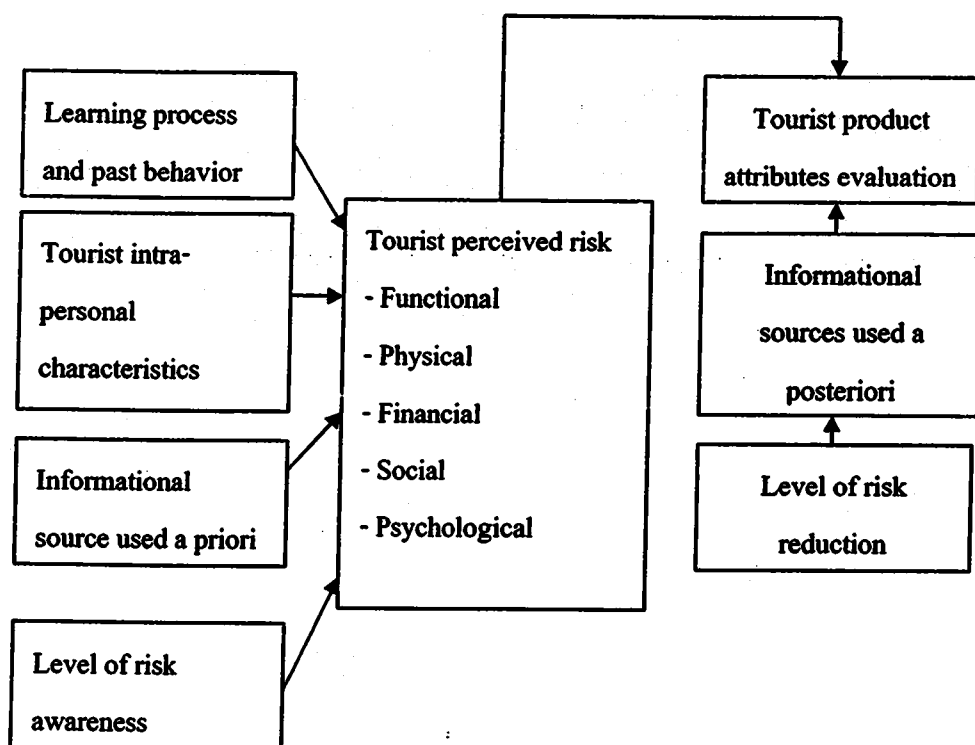 Learning process
and past behavior
Tourist intra-
personal
characteristics
Informational
source used a priori
Level of risk
awareness
Tourist perceived risk
- Functional
- Physical
- Financial
- Social
- Psychological
Tourist product
attributes evaluation
Informational
sources used a
posteriori
Level of risk
reduction